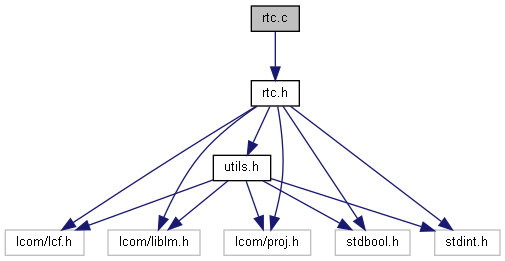 rtc.c
rtc.h
utils.h
lcom/lcf.h
lcom/liblm.h
lcom/proj.h
stdbool.h
stdint.h